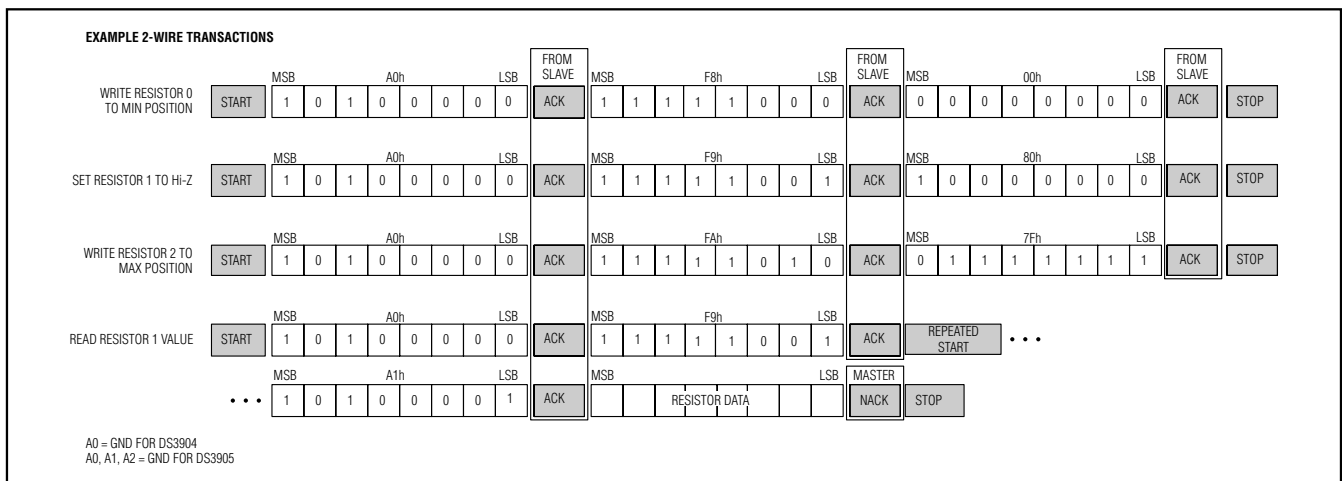 EXAMPLE 2-WIRE TRANSACTIONS
FROM SLAVE FROM SLAVE FROM SLAVE
MSB A0h LSB MSB F8h LSB MSB 00h LSB
WRITE RESISTOR 0 TO MIN POSITION START 1 0 1 0 0 0 0 0 ACK 1 1 1 1 1 0 0 0 ACK 0 0 0 0 0 0 0 0 ACK STOP
MSB A0h LSB MSB F9h LSB MSB 80h LSB
SET RESISTOR 1 TO Hi-Z START 1 0 1 0 0 0 0 0 ACK 1 1 1 1 1 0 0 1 ACK 1 0 0 0 0 0 0 0 ACK STOP
MSB A0h LSB MSB FAh LSB MSB 7Fh LSB
WRITE RESISTOR 2 TO MAX POSITION START 1 0 1 0 0 0 0 0 ACK 1 1 1 1 1 0 1 0 ACK 0 1 1 1 1 1 1 1 ACK STOP
MSB A0h LSB MSB F9h LSB
READ RESISTOR 1 VALUE START 1 0 1 0 0 0 0 0 ACK 1 1 1 1 1 0 0 1 ACK REPEATED START • • •
MSB A1h LSB MSB LSB MASTER
• • • 1 0 1 0 0 0 0 1 ACK RESISTOR DATA NACK STOP
A0 = GND FOR DS3904
A0, A1, A2 = GND FOR DS3905